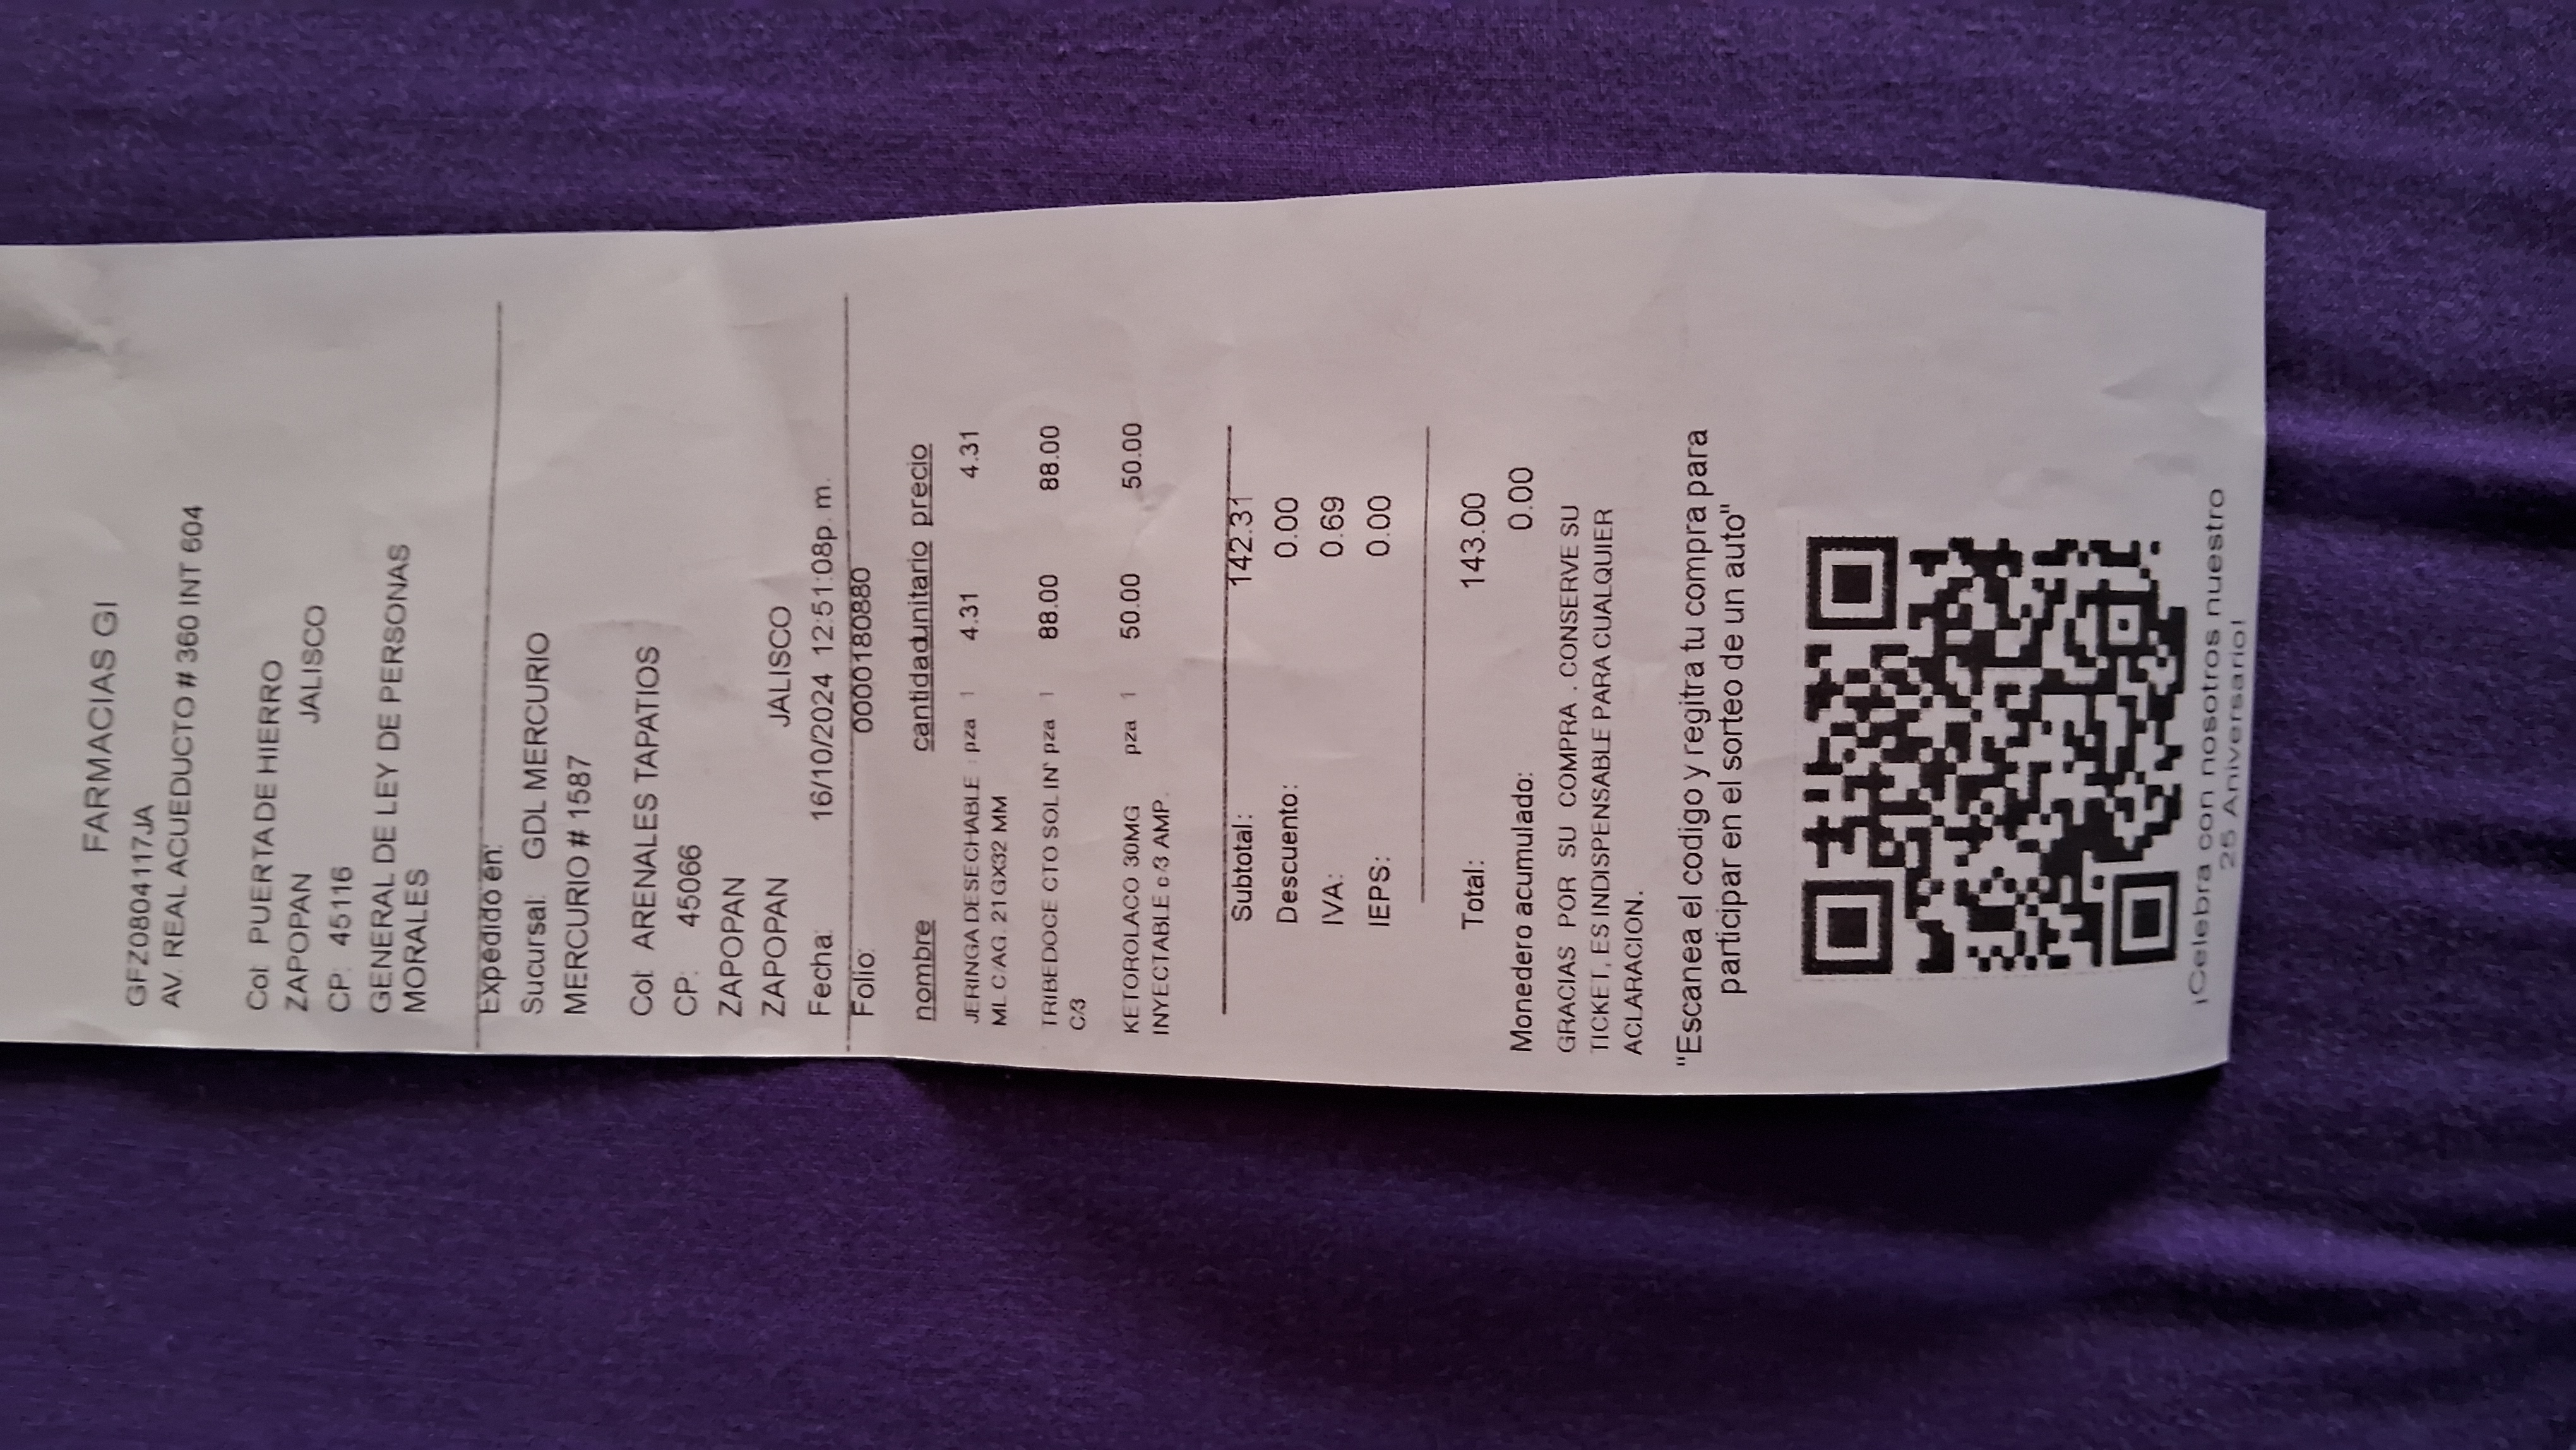 FARMACIAS GI
GFZ0804117JA
AV. REAL ACUEDUCTO # 360 INT 604
Col: PUERTA DE HIERRO
ZAPOPAN JALISCO
CP: 45116
GENERAL DE LEY DE PERSONAS
MORALES
Expedido en:
Sucursal: GDL MERCURIO
MERCURIO # 1587
Col: ARENALES TAPATIOS
CP: 45066
ZAPOPAN
ZAPOPAN JALISCO
Fecha: 16/10/2024 12:51:08p. m.
Folio: 0000180880
nombre cantidad unitario precio
JERINGA DESECHABLE : pza 1 4.31 4.31
ML C/AG. 21GX32 MM
TRIBEDOCE CTO SOL IN' pza 1 88.00 88.00
C/3
KETOROLACO 30MG pza 1 50.00 50.00
INYECTABLE c/3 AMP.
Subtotal: 142.31
Descuento: 0.00
IVA: 0.69
IEPS: 0.00
Total: 143.00
Monedero acumulado: 0.00
GRACIAS POR SU COMPRA . CONSERVE SU
TICKET, ES INDISPENSABLE PARA CUALQUIER
ACLARACION.
"Escanea el codigo y regitra tu compra para
participar en el sorteo de un auto"
¡Celebra con nosotros nuestro
25 Aniversario!